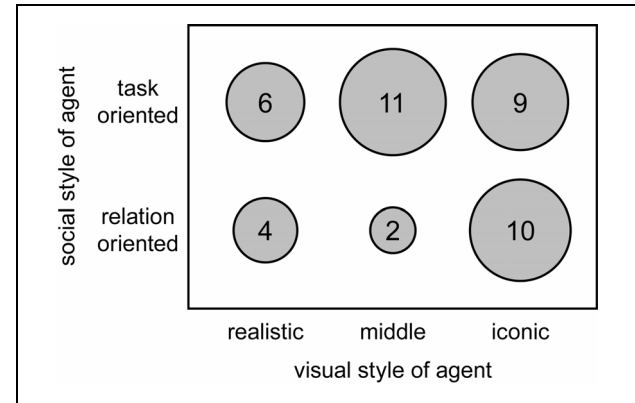 social style of agent
task
oriented
6
11
9
relation
oriented
4
2
10
realistic
middle
iconic
visual style of agent